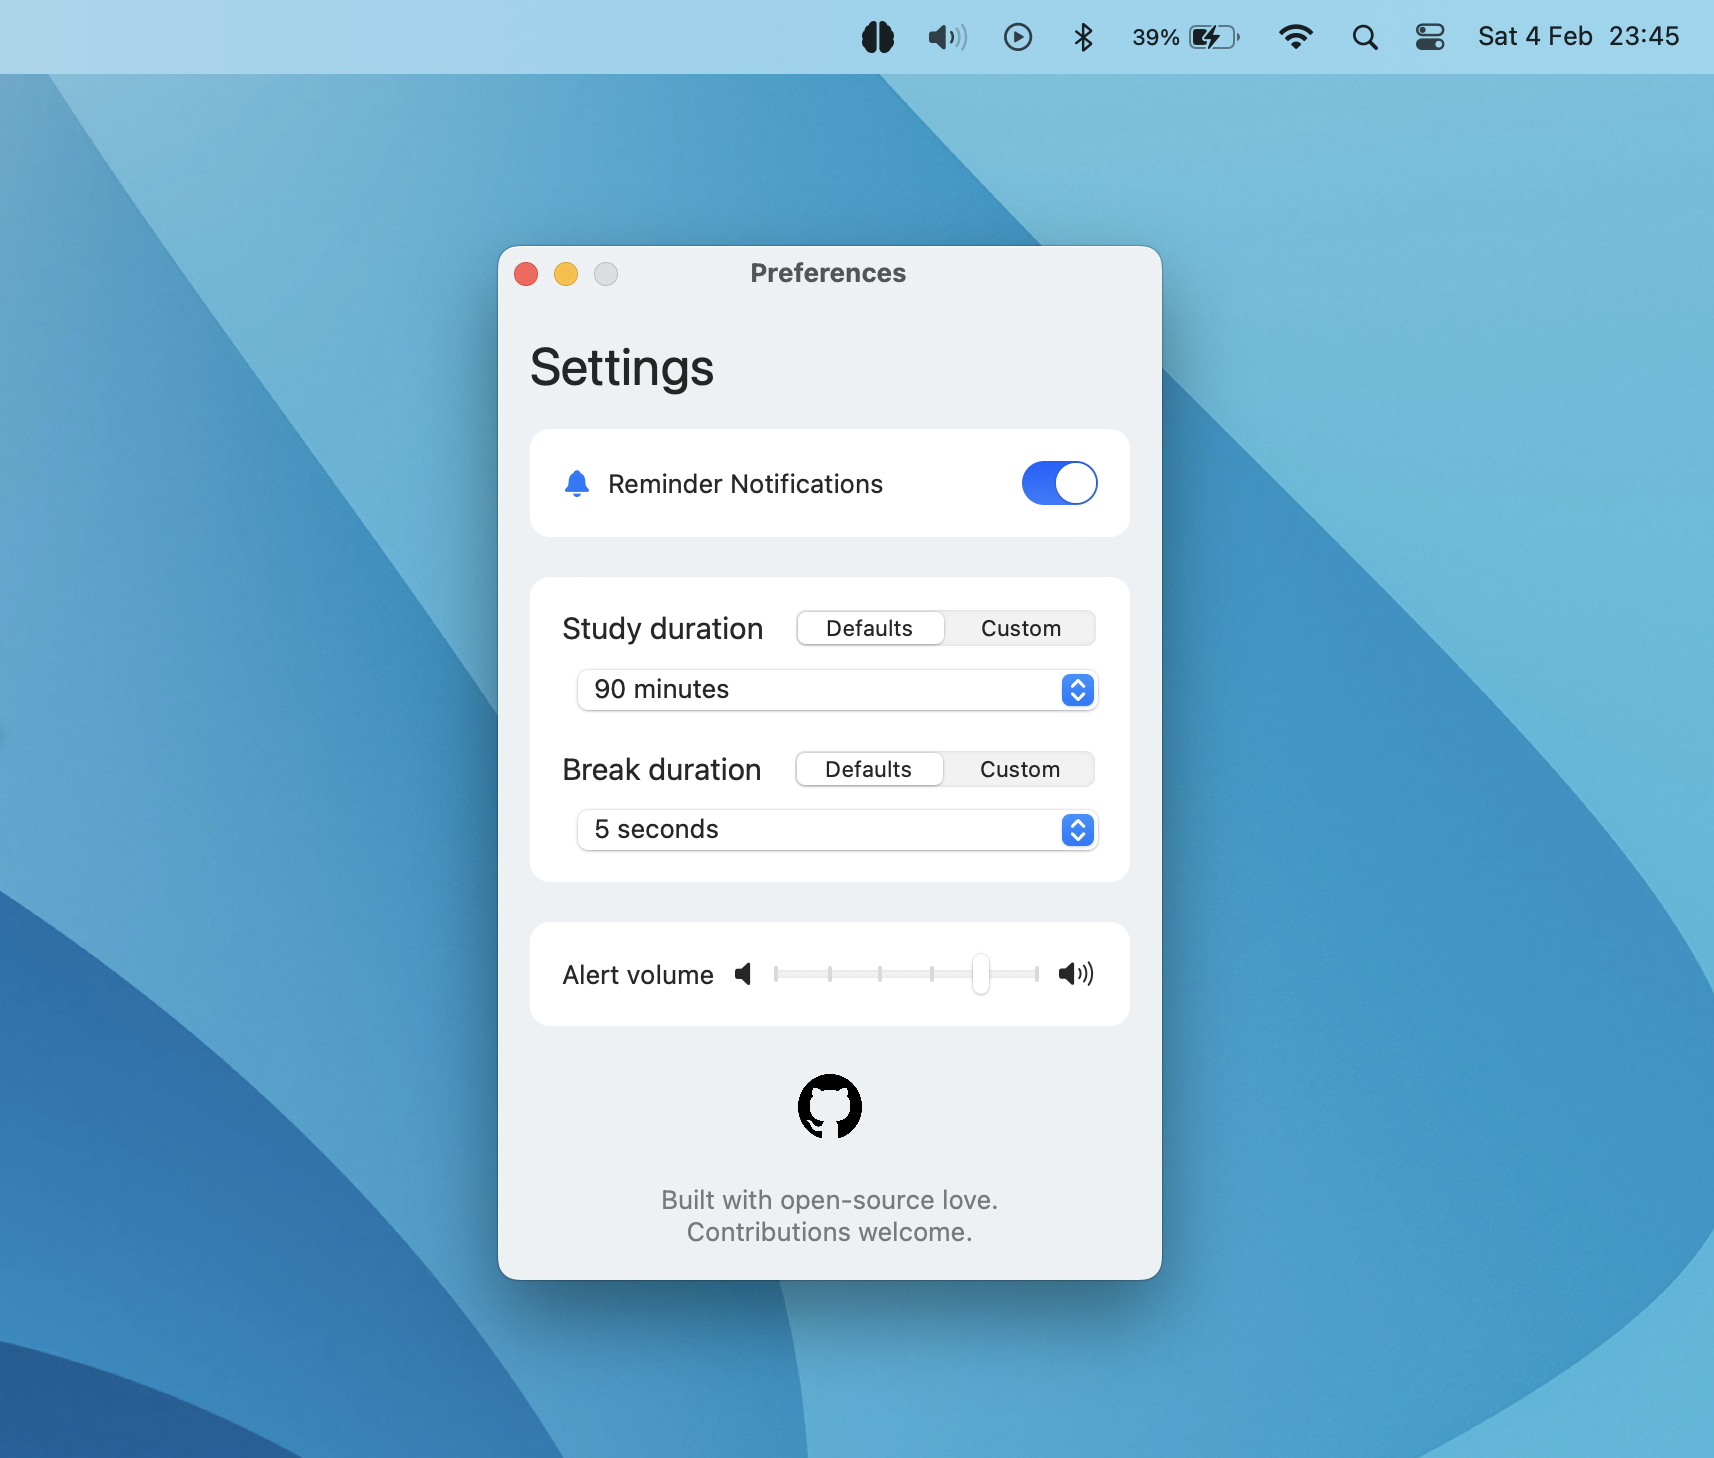 39% Sat 4 Feb 23:45
Preferences
Settings
Reminder Notifications
Study duration Defaults Custom
90 minutes
Break duration Defaults Custom
5 seconds
Alert volume
Built with open-source love.
Contributions welcome.